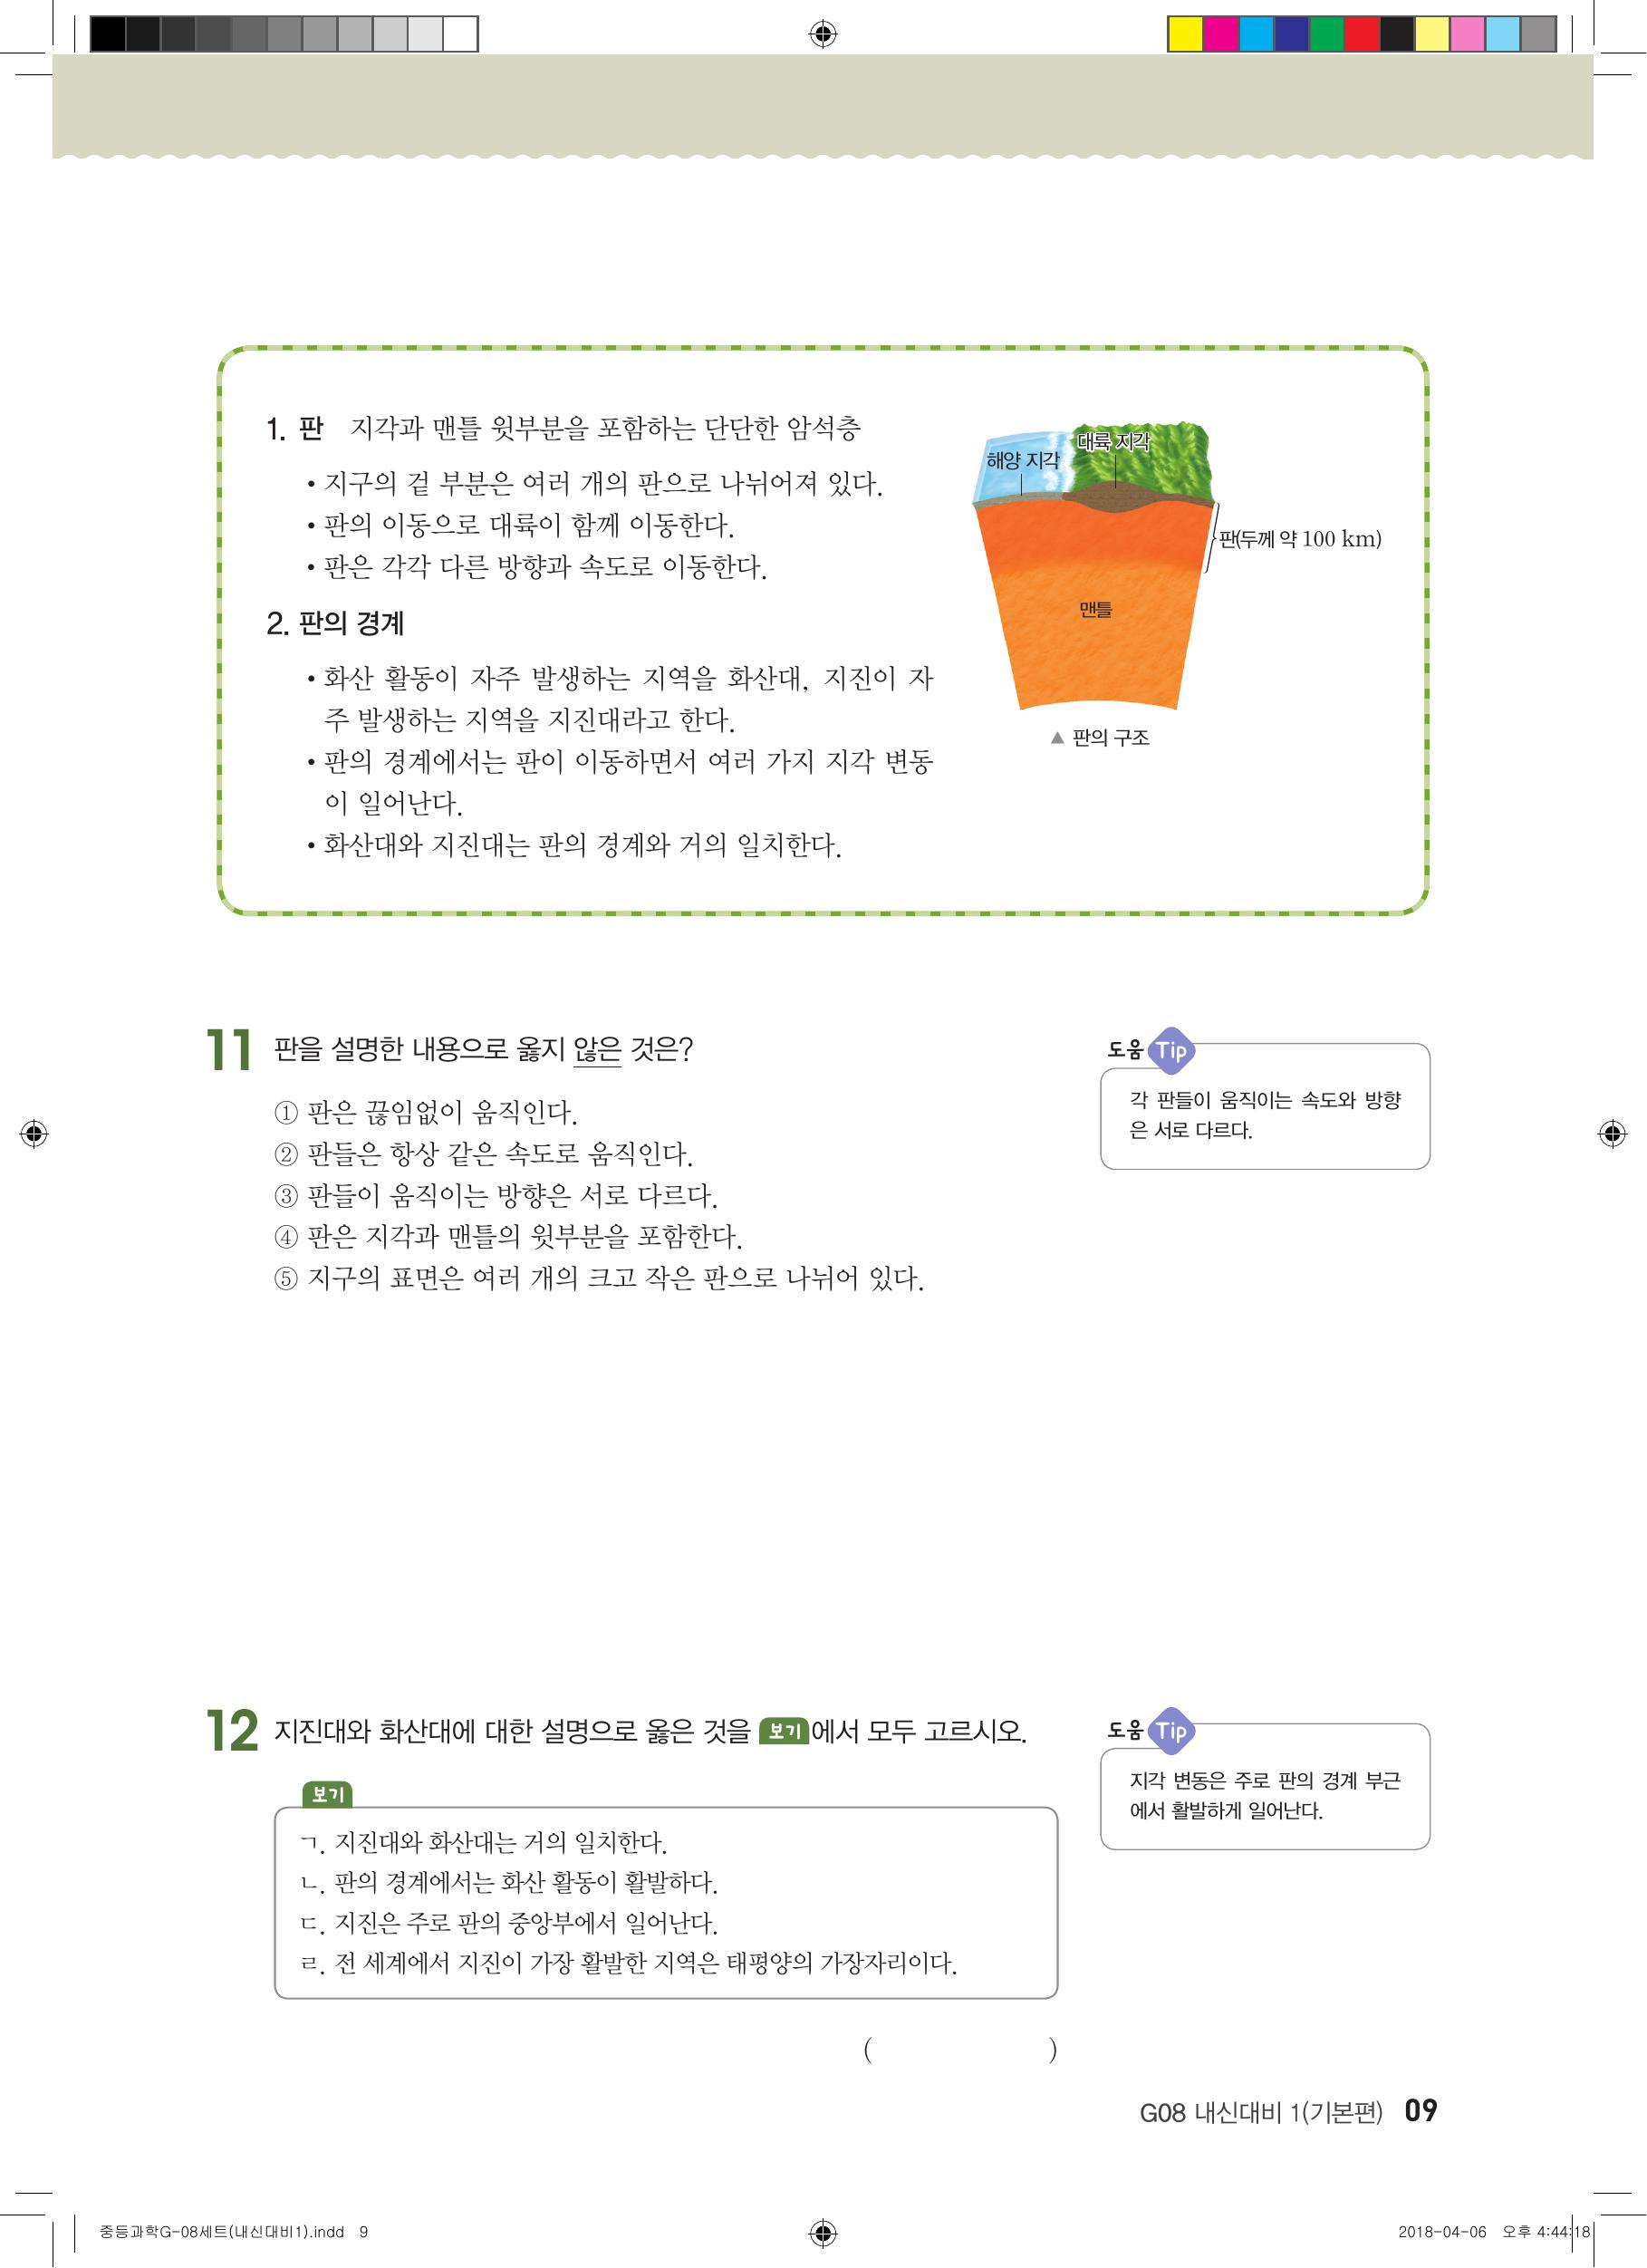 1. 판 지각과 맨틀 윗부분을 포함하는 단단한 암석층
• 지구의 겉 부분은 여러 개의 판으로 나뉘어져 있다.
• 판의 이동으로 대륙이 함께 이동한다.
• 판은 각각 다른 방향과 속도로 이동한다.
2. 판의 경계
• 화산 활동이 자주 발생하는 지역을 화산대, 지진이 자
주 발생하는 지역을 지진대라고 한다.
• 판의 경계에서는 판이 이동하면서 여러 가지 지각 변동
이 일어난다.
• 화산대와 지진대는 판의 경계와 거의 일치한다.
대륙 지각
해양 지각
판(두께 약 100 km)
맨틀
▲ 판의 구조
11 판을 설명한 내용으로 옳지 않은 것은?
① 판은 끊임없이 움직인다.
② 판들은 항상 같은 속도로 움직인다.
③ 판들이 움직이는 방향은 서로 다르다.
④ 판은 지각과 맨틀의 윗부분을 포함한다.
⑤ 지구의 표면은 여러 개의 크고 작은 판으로 나뉘어 있다.
도움 Tip
각 판들이 움직이는 속도와 방향
은 서로 다르다.
12 지진대와 화산대에 대한 설명으로 옳은 것을 보기 에서 모두 고르시오.
보기
ㄱ. 지진대와 화산대는 거의 일치한다.
ㄴ. 판의 경계에서는 화산 활동이 활발하다.
ㄷ. 지진은 주로 판의 중앙부에서 일어난다.
ㄹ. 전 세계에서 지진이 가장 활발한 지역은 태평양의 가장자리이다.
( )
도움 Tip
지각 변동은 주로 판의 경계 부근
에서 활발하게 일어난다.
G08 내신대비 1(기본편) 09
중등과학G-08세트(내신대비1).indd 9
2018-04-06 오후 4:44:18